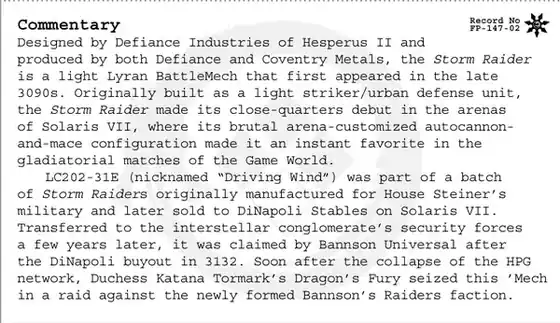 Commentary
Record No
FP-147-02
Designed by Defiance Industries of Hesperus II and
produced by both Defiance and Coventry Metals, the Storm Raider
is a light Lyran BattleMech that first appeared in the late
3090s. Originally built as a light striker/urban defense unit,
the Storm Raider made its close-quarters debut in the arenas
of Solaris VII, where its brutal arena-customized autocannon-
and-mace configuration made it an instant favorite in the
gladiatorial matches of the Game World.
LC202-31E (nicknamed “Driving Wind”) was part of a batch
of Storm Raiders originally manufactured for House Steiner’s
military and later sold to DiNapoli Stables on Solaris VII.
Transferred to the interstellar conglomerate’s security forces
a few years later, it was claimed by Bannson Universal after
the DiNapoli buyout in 3132. Soon after the collapse of the HPG
network, Duchess Katana Tormark’s Dragon’s Fury seized this ’Mech
in a raid against the newly formed Bannson’s Raiders faction.